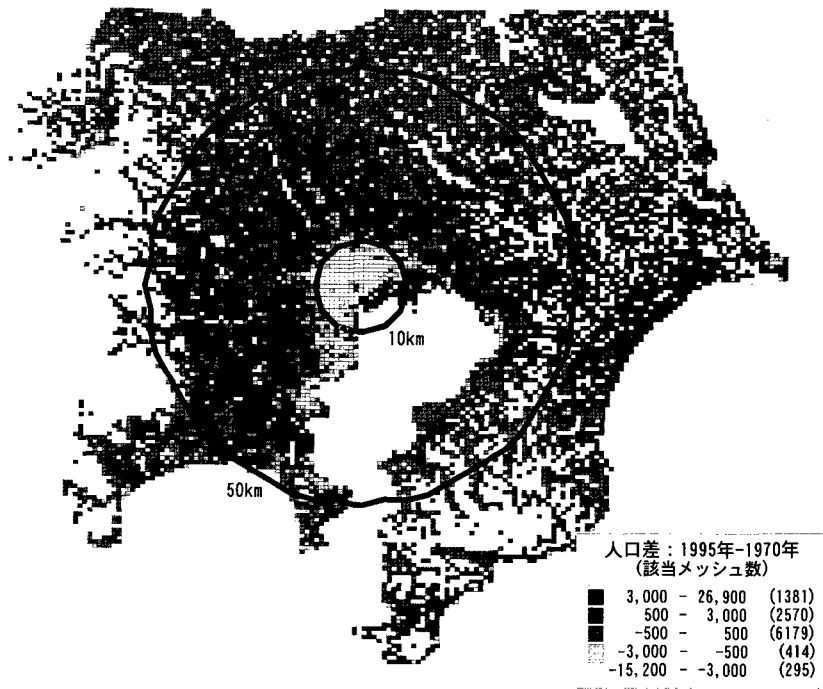 10km
50km
人口差：1995年-1970年
(該当メッシュ数)
3,000 - 26,900 (1381)
500 - 3,000 (2570)
-500 - 500 (6179)
-3,000 - -500 (414)
-15,200 - -3,000 (295)